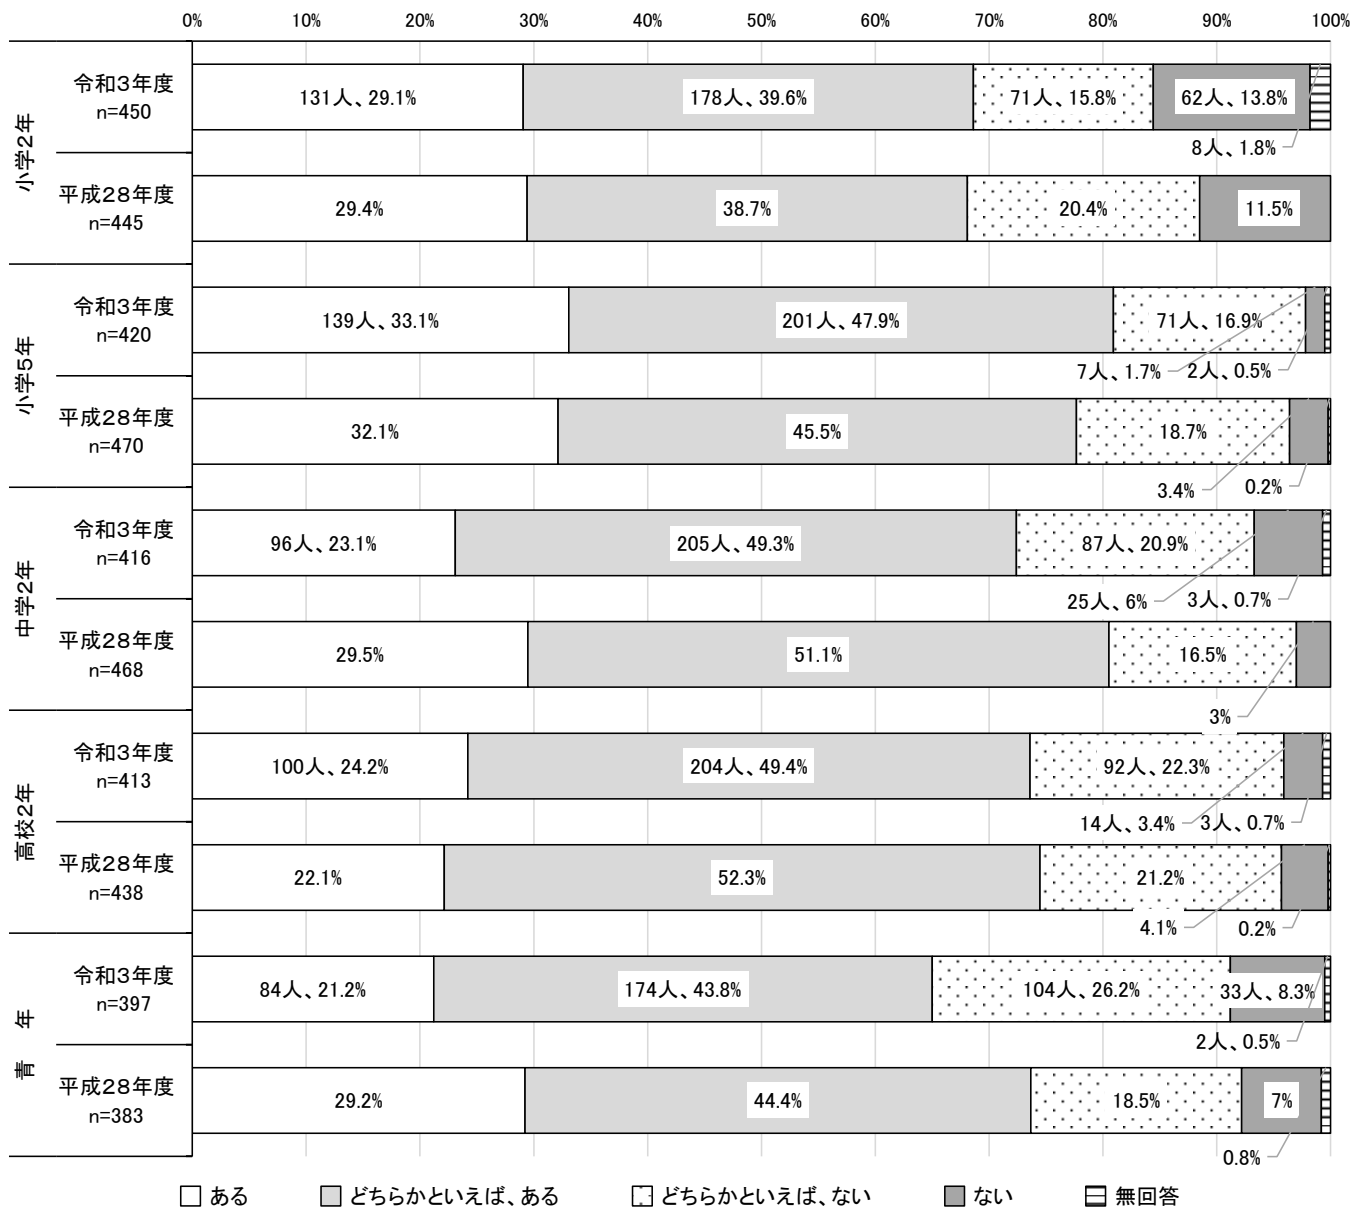 0% 10% 20% 30% 40% 50% 60% 70% 80% 90% 100%
小学2年
令和3年度
n=450
131人、29.1% 178人、39.6% 71人、15.8% 62人、13.8%
8人、1.8%
平成28年度
n=445
29.4% 38.7% 20.4% 11.5%
小学5年
令和3年度
n=420
139人、33.1% 201人、47.9% 71人、16.9%
7人、1.7% 2人、0.5%
平成28年度
n=470
32.1% 45.5% 18.7%
3.4% 0.2%
中学2年
令和3年度
n=416
96人、23.1% 205人、49.3% 87人、20.9%
25人、6% 3人、0.7%
平成28年度
n=468
29.5% 51.1% 16.5%
3%
高校2年
令和3年度
n=413
100人、24.2% 204人、49.4% 92人、22.3%
14人、3.4% 3人、0.7%
平成28年度
n=438
22.1% 52.3% 21.2%
4.1% 0.2%
青 年
令和3年度
n=397
84人、21.2% 174人、43.8% 104人、26.2% 33人、8.3%
2人、0.5%
平成28年度
n=383
29.2% 44.4% 18.5% 7%
0.8%
ある どちらかといえば、ある どちらかといえば、ない ない 無回答